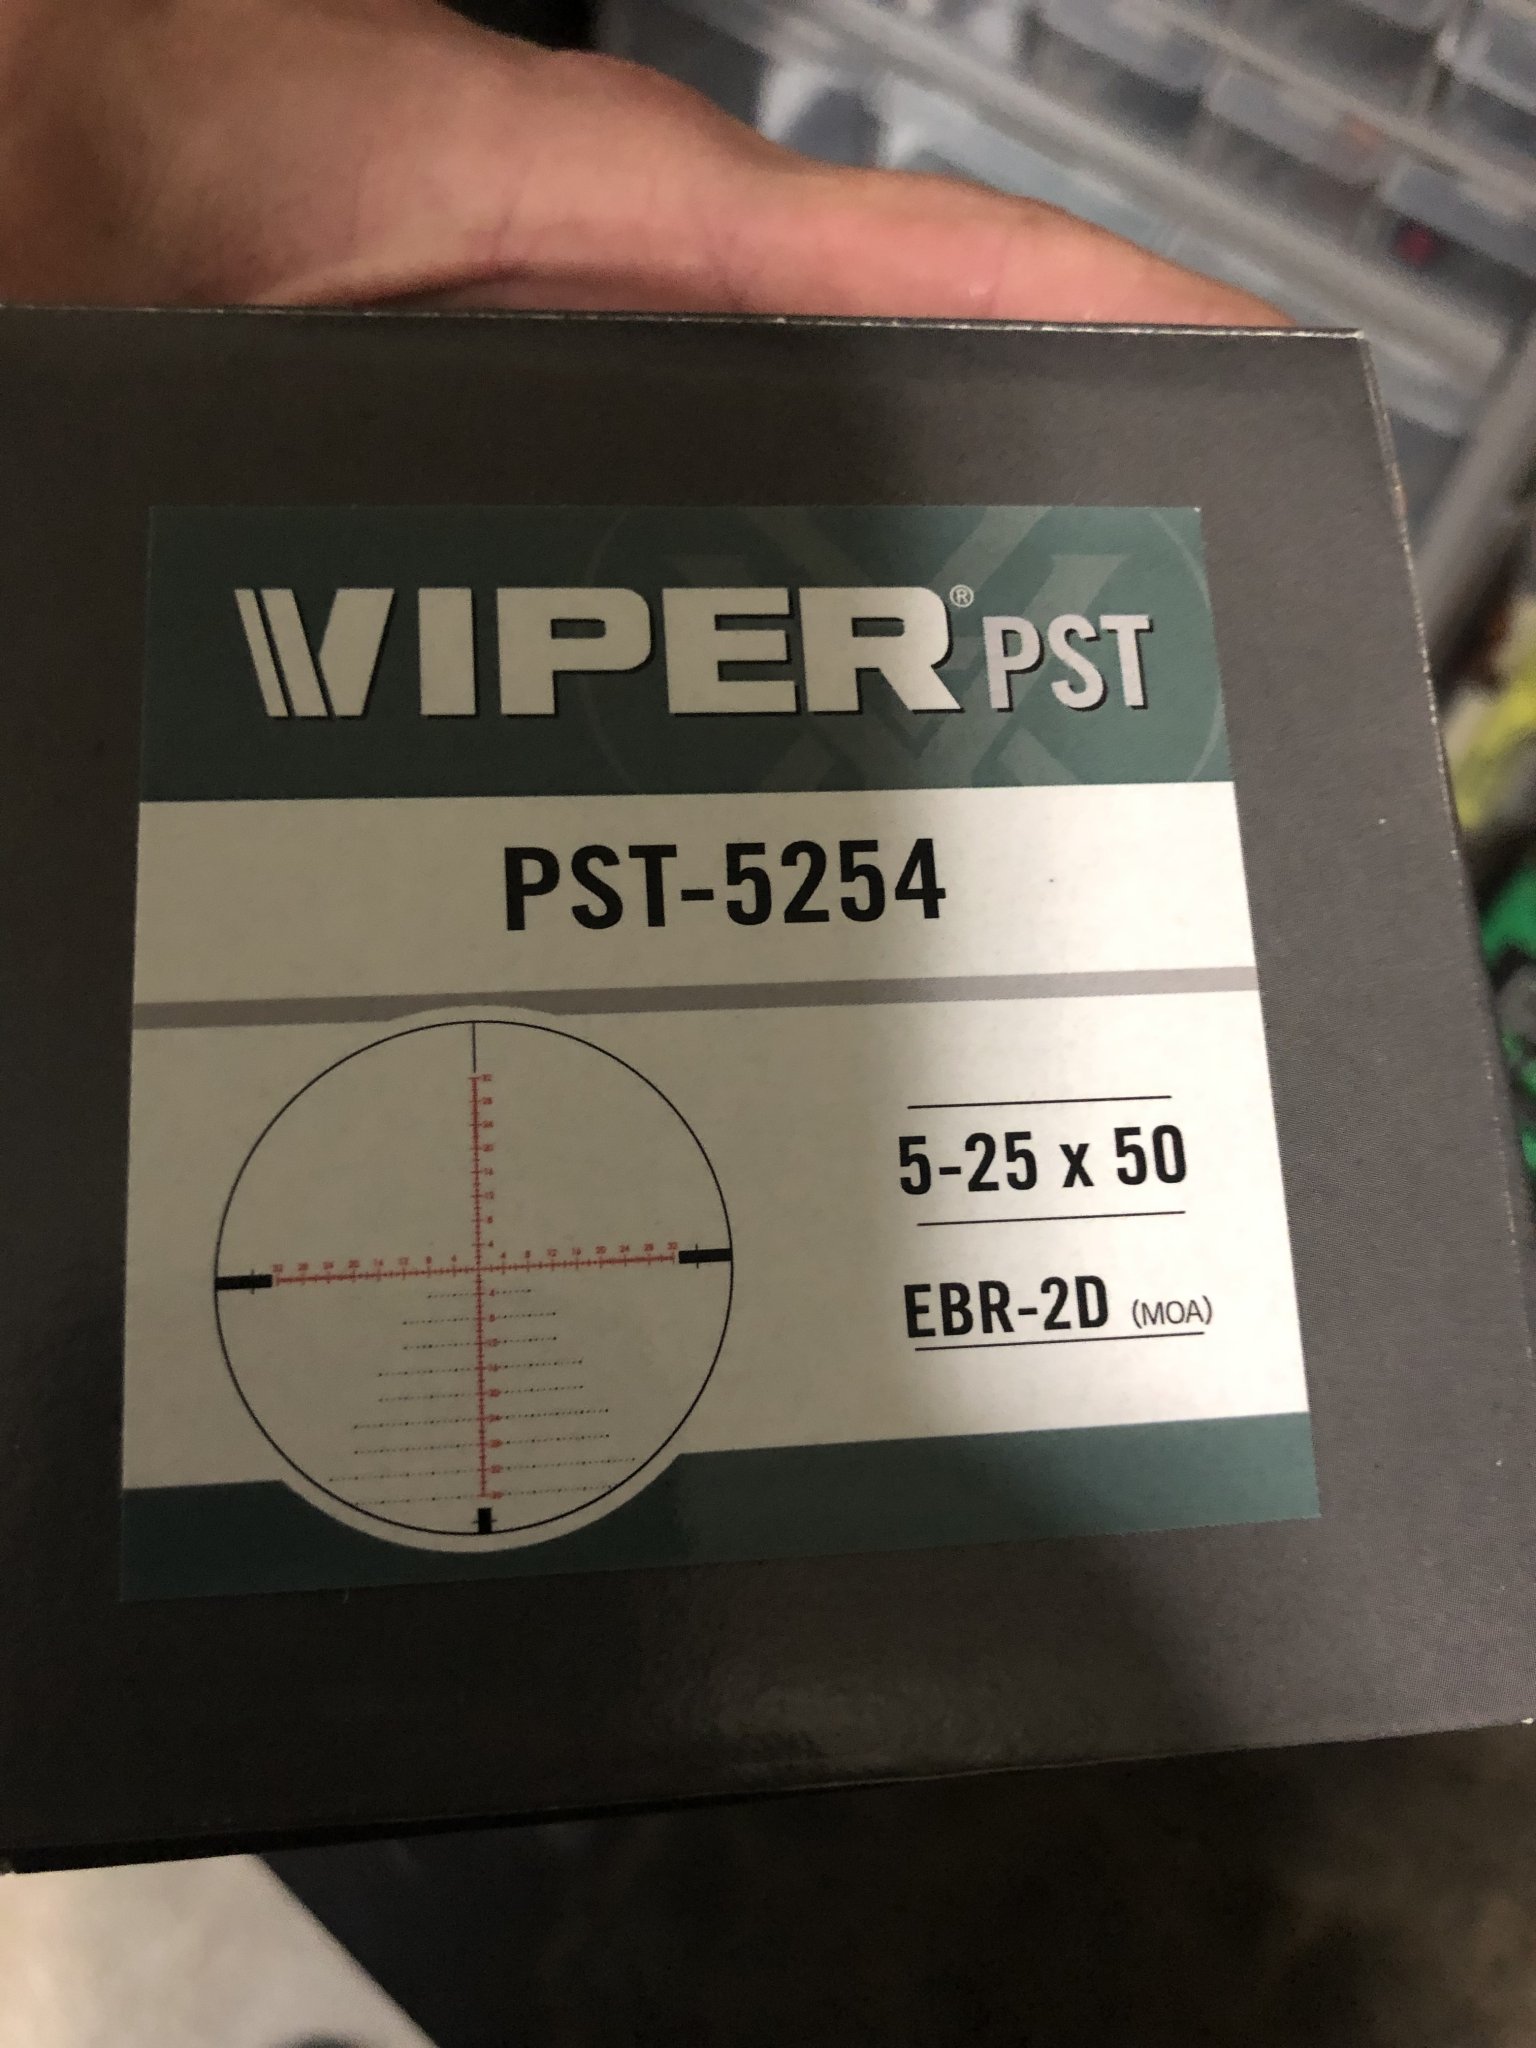 VIPER® PST
PST-5254
5-25 x 50
EBR-2D (MOA)